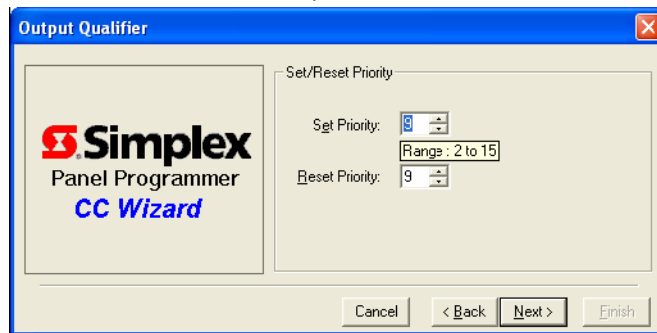 Output Qualifier
Simplex
Panel Programmer
CC Wizard
Set/Reset Priority
Set Priority: 9
Range : 2 to 15
Reset Priority: 9
Cancel < Back Next > Finish